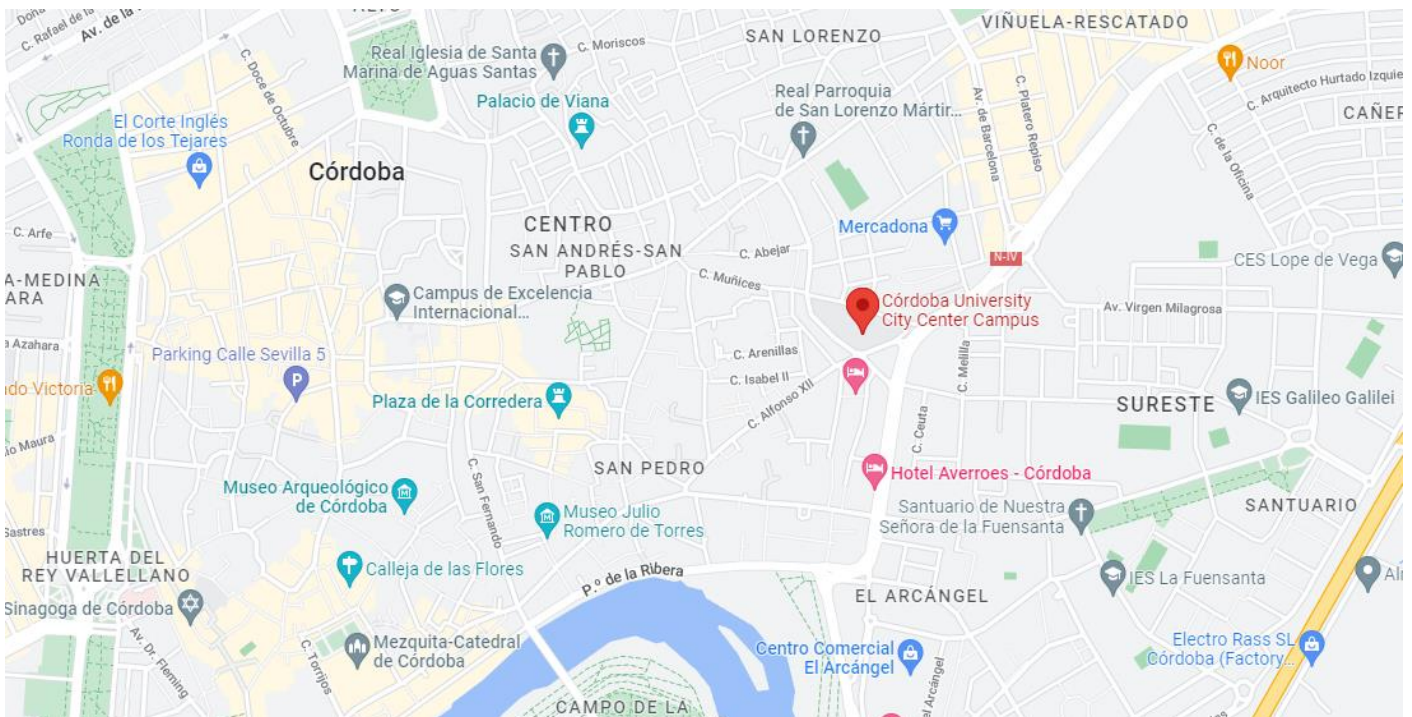 C. Rafael de la
Av. de la
C. Doce de Octubre
Real Iglesia de Santa
Marina de Aguas Santas
C. Moriscos
SAN LORENZO
VIÑUELA-RESCATADO
Noor
C. Arquitecto Hurtado Izquie
CAÑER
C. de la Oficina
C. Platero Repiso
Av. de Barcelona
Palacio de Viana
Real Parroquia
de San Lorenzo Mártir...
El Corte Inglés
Ronda de los Tejares
Córdoba
CENTRO
SAN ANDRÉS-SAN
PABLO
C. Arfe
C. Abejar
C. Muñices
Mercadona
N-IV
CES Lope de Vega
A-MEDINA
ARA
Campus de Excelencia
Internacional...
Córdoba University
City Center Campus
Av. Virgen Milagrosa
Azahara
Parking Calle Sevilla 5
P
C. Arenillas
C. Isabel II
C. Alfonso XII
C. Melilla
C. Ceuta
do Victoria
Plaza de la Corredera
SURESTE
IES Galileo Galilei
io Maura
SAN PEDRO
Hotel Averroes - Córdoba
Museo Arqueológico
de Córdoba
C. San Fernando
Museo Julio
Romero de Torres
Santuario de Nuestra
Señora de la Fuensanta
SANTUARIO
Sastres
HUERTA DEL
REY VALLELLANO
Calleja de las Flores
P.º de la Ribera
EL ARCÁNGEL
IES La Fuensanta
Sinagoga de Córdoba
Av. Dr. Fleming
C. Torrijos
Mezquita-Catedral
de Córdoba
Centro Comercial
El Arcángel
el Arcángel
Electro Rass SL
Córdoba (Factory...
CAMPO DE LA